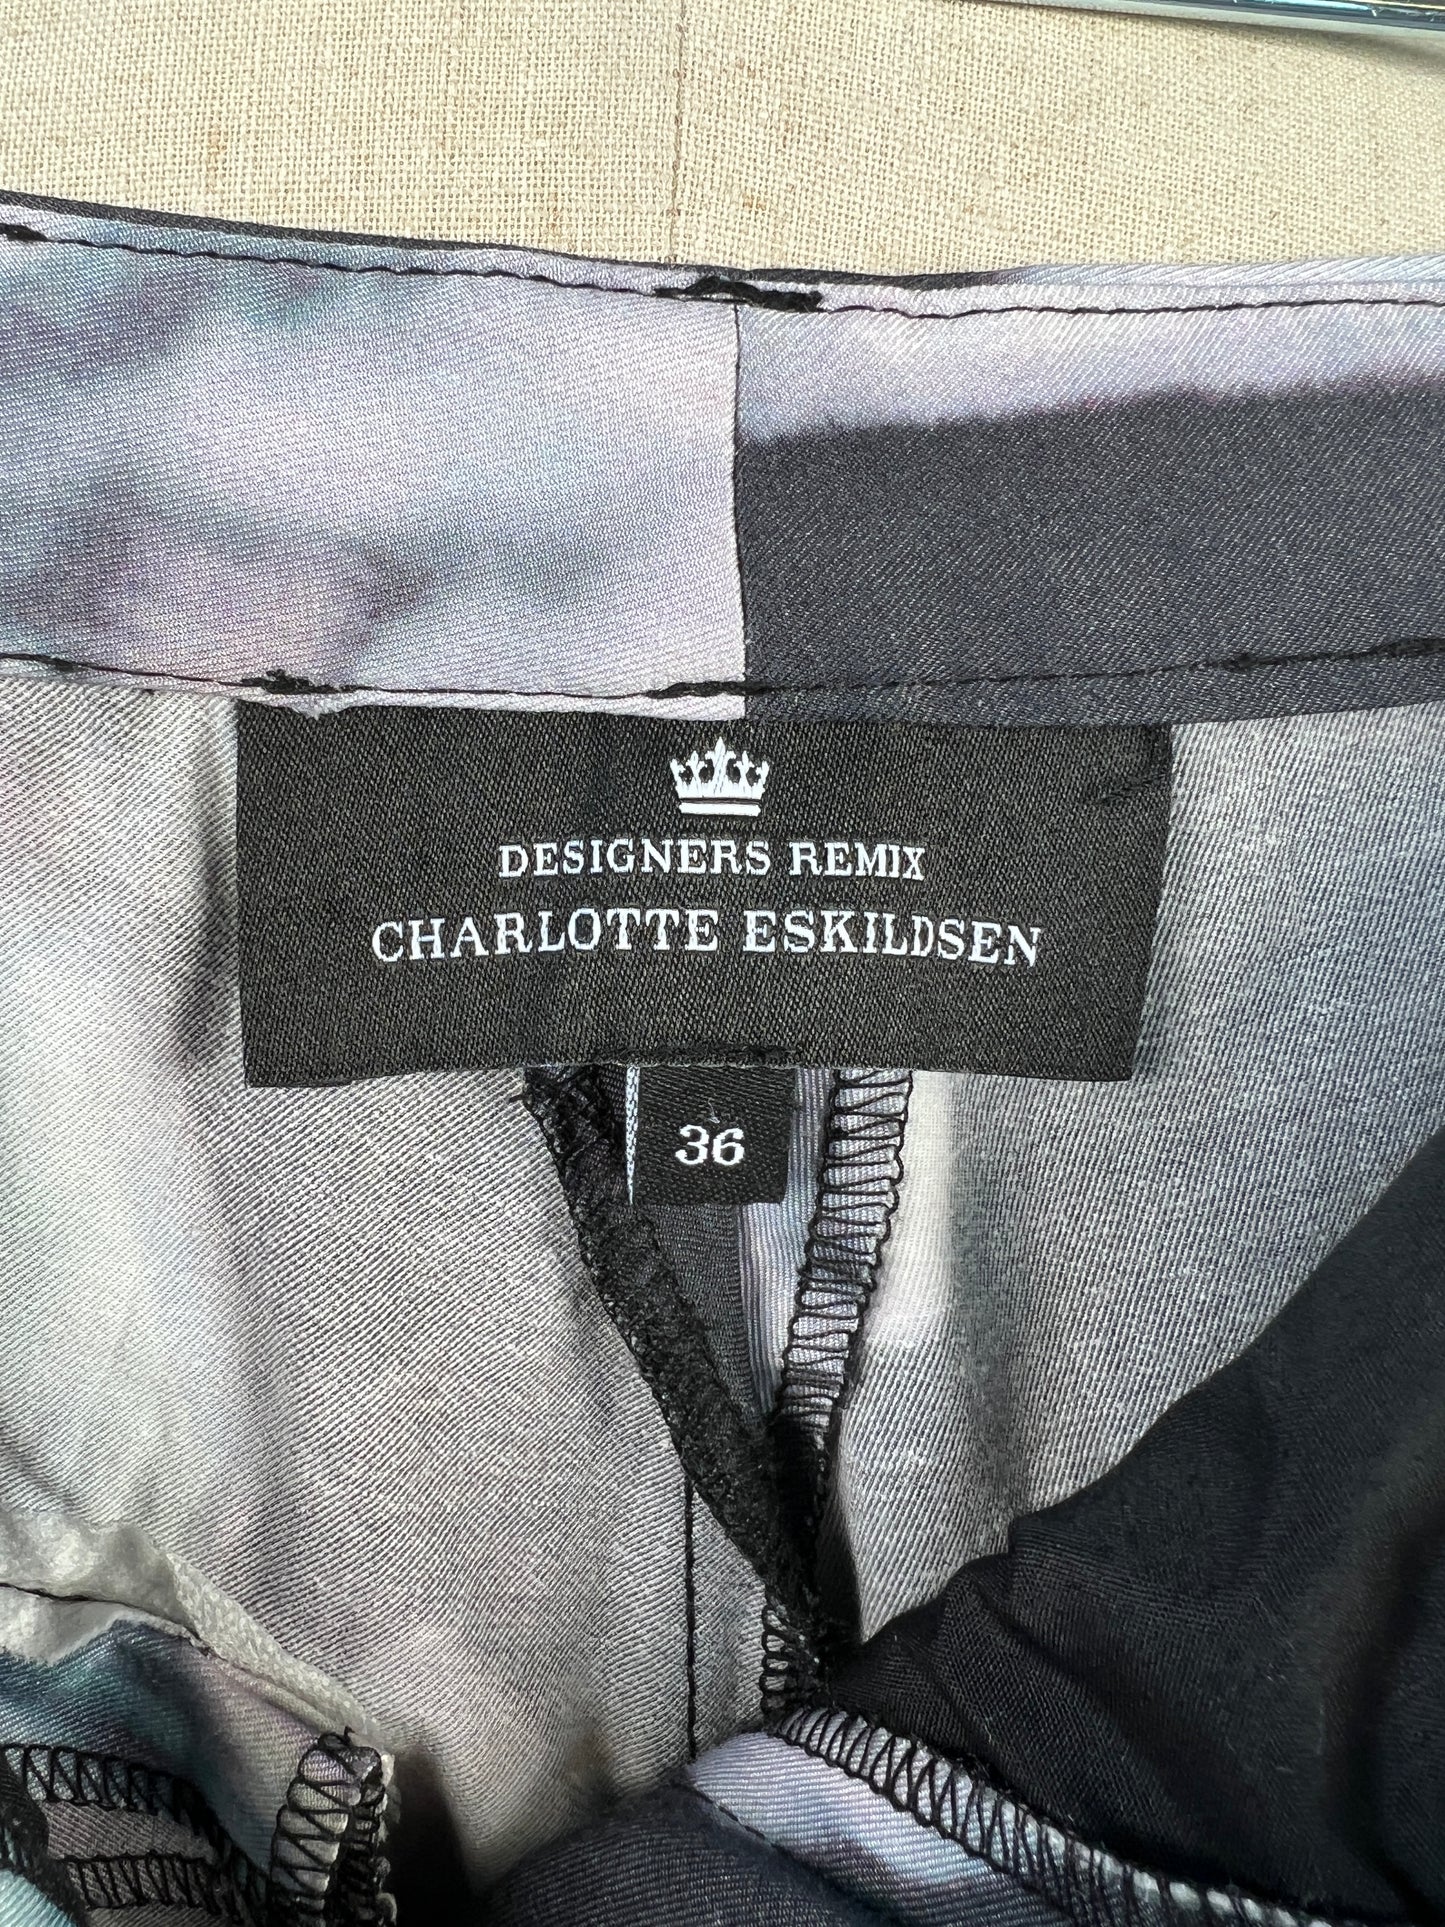 DESIGNERS REMIX
CHARLOTTE ESKILDSEN
36